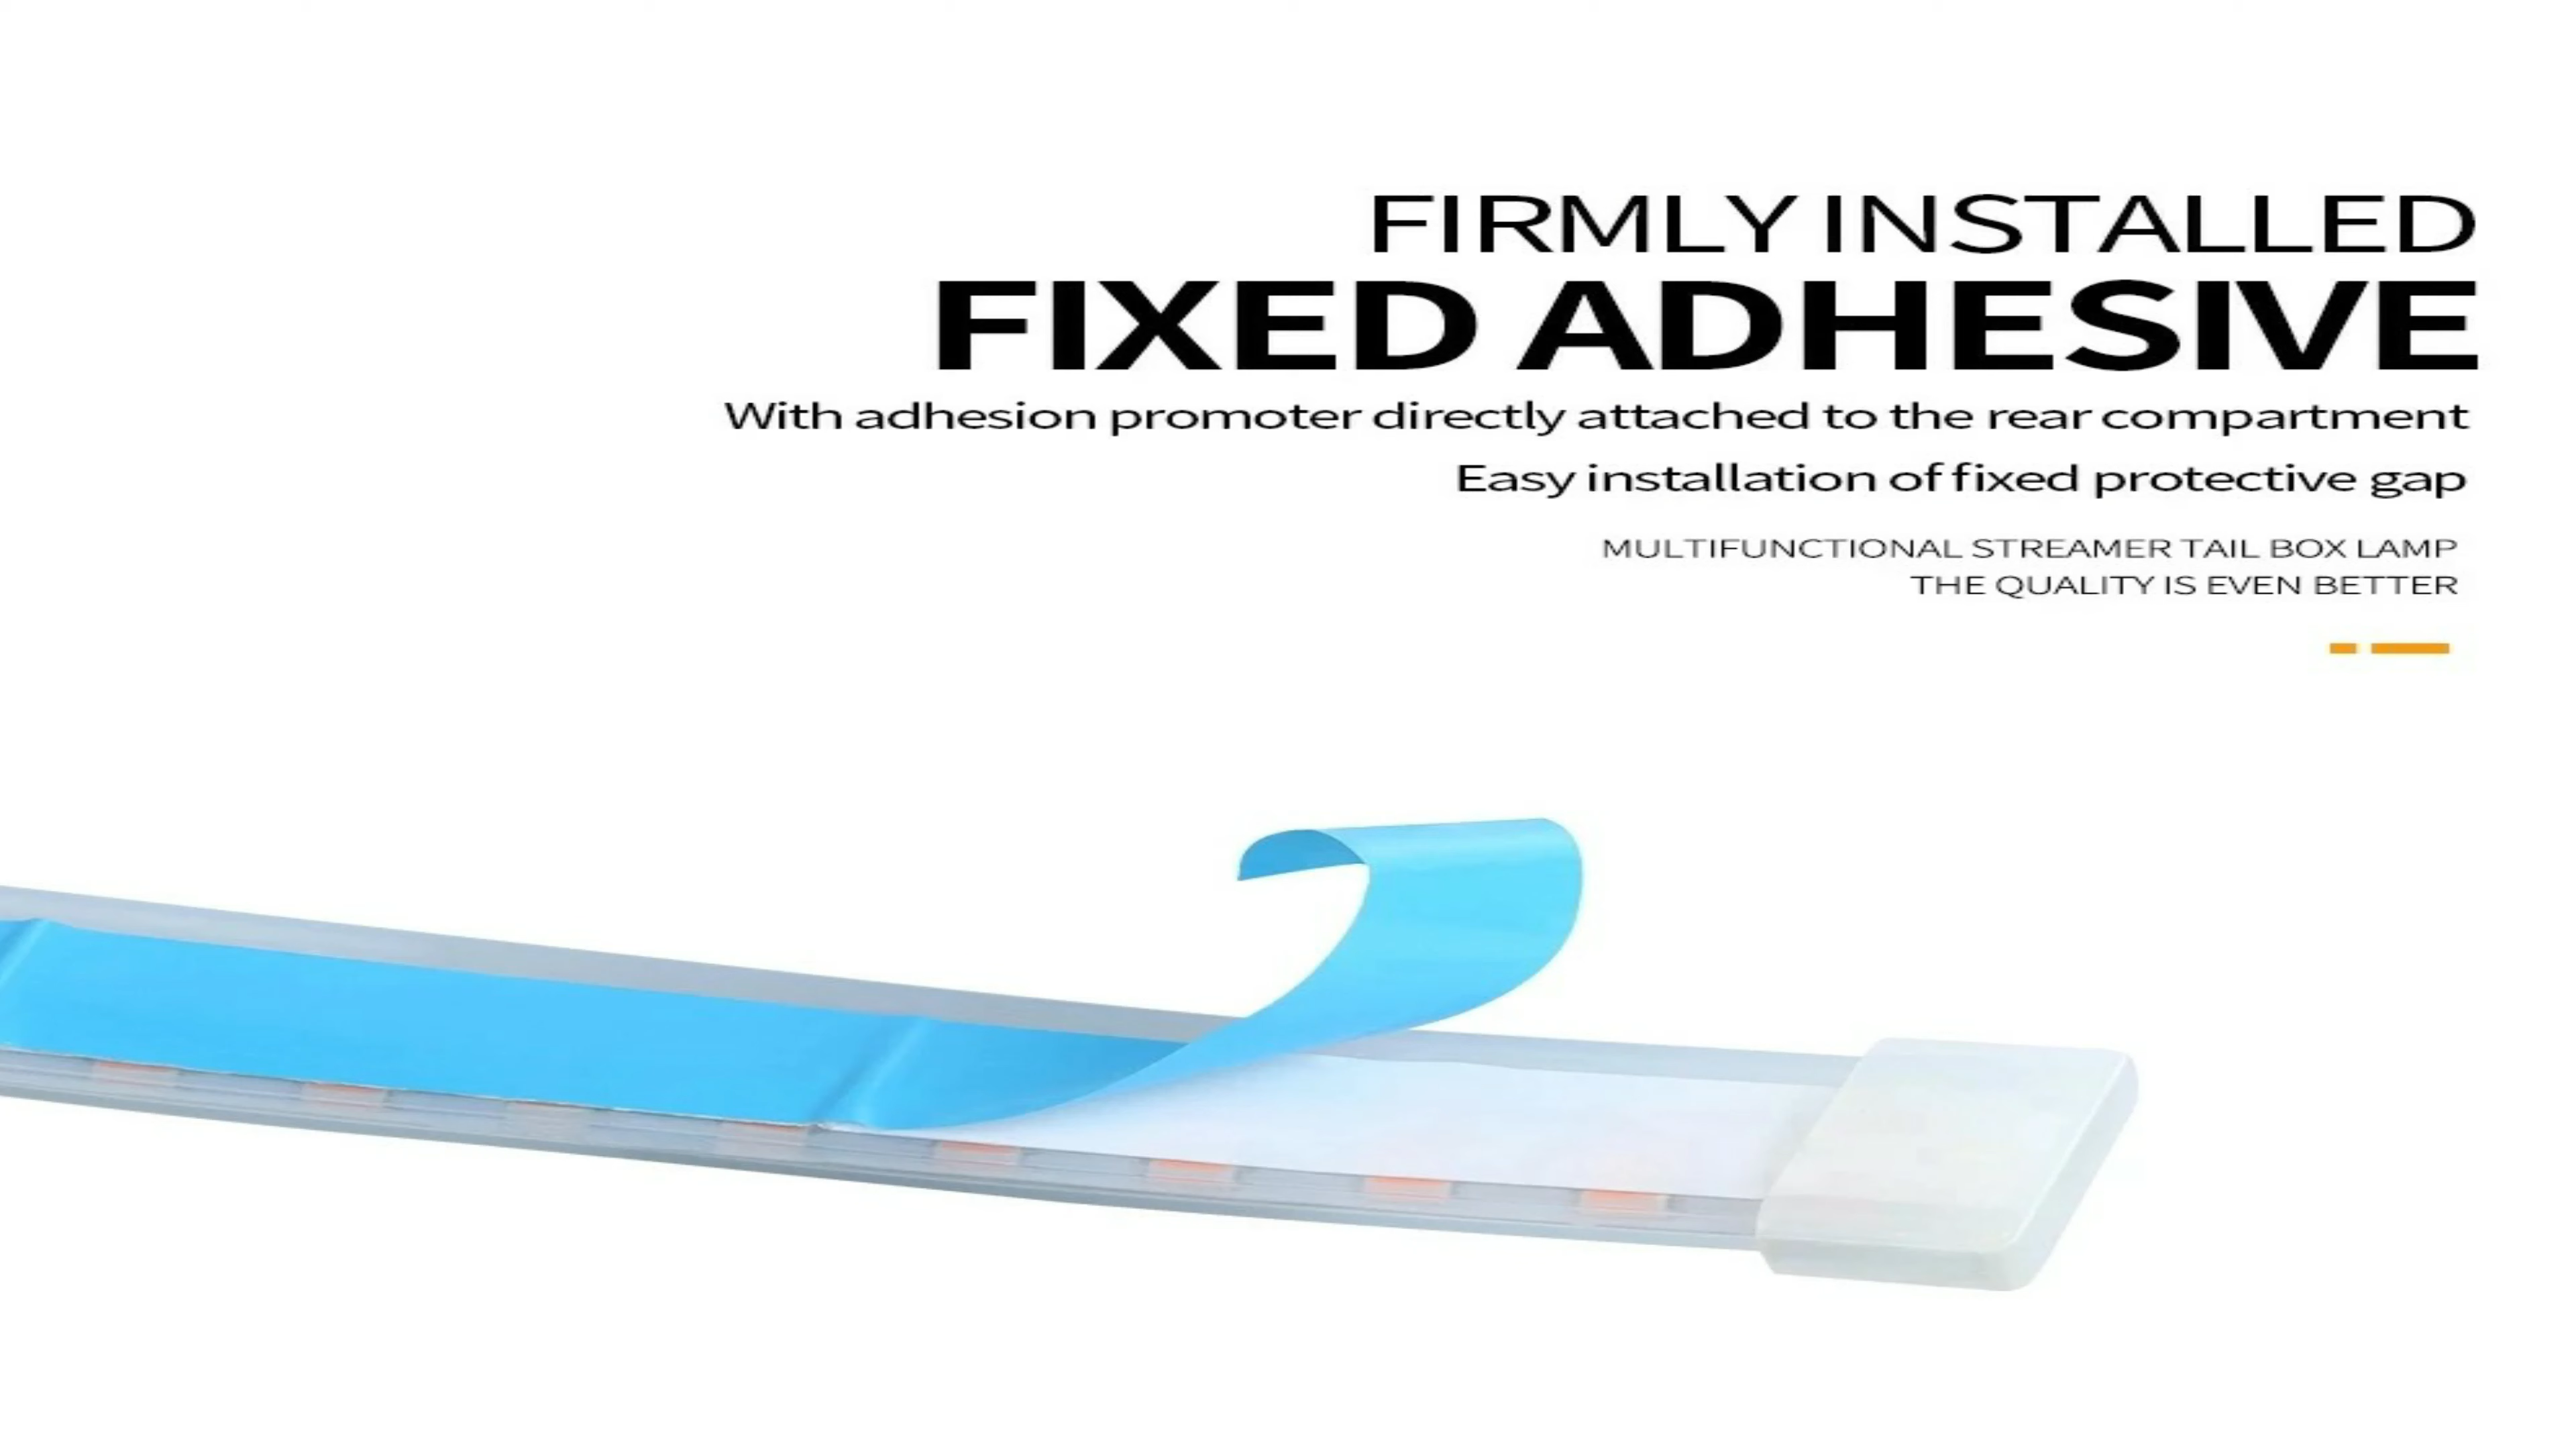 FIRMLY INSTALLED
FIXED ADHESIVE
With adhesion promoter directly attached to the rear compartment
Easy installation of fixed protective gap
MULTIFUNCTIONAL STREAMER TAIL BOX LAMP
THE QUALITY IS EVEN BETTER